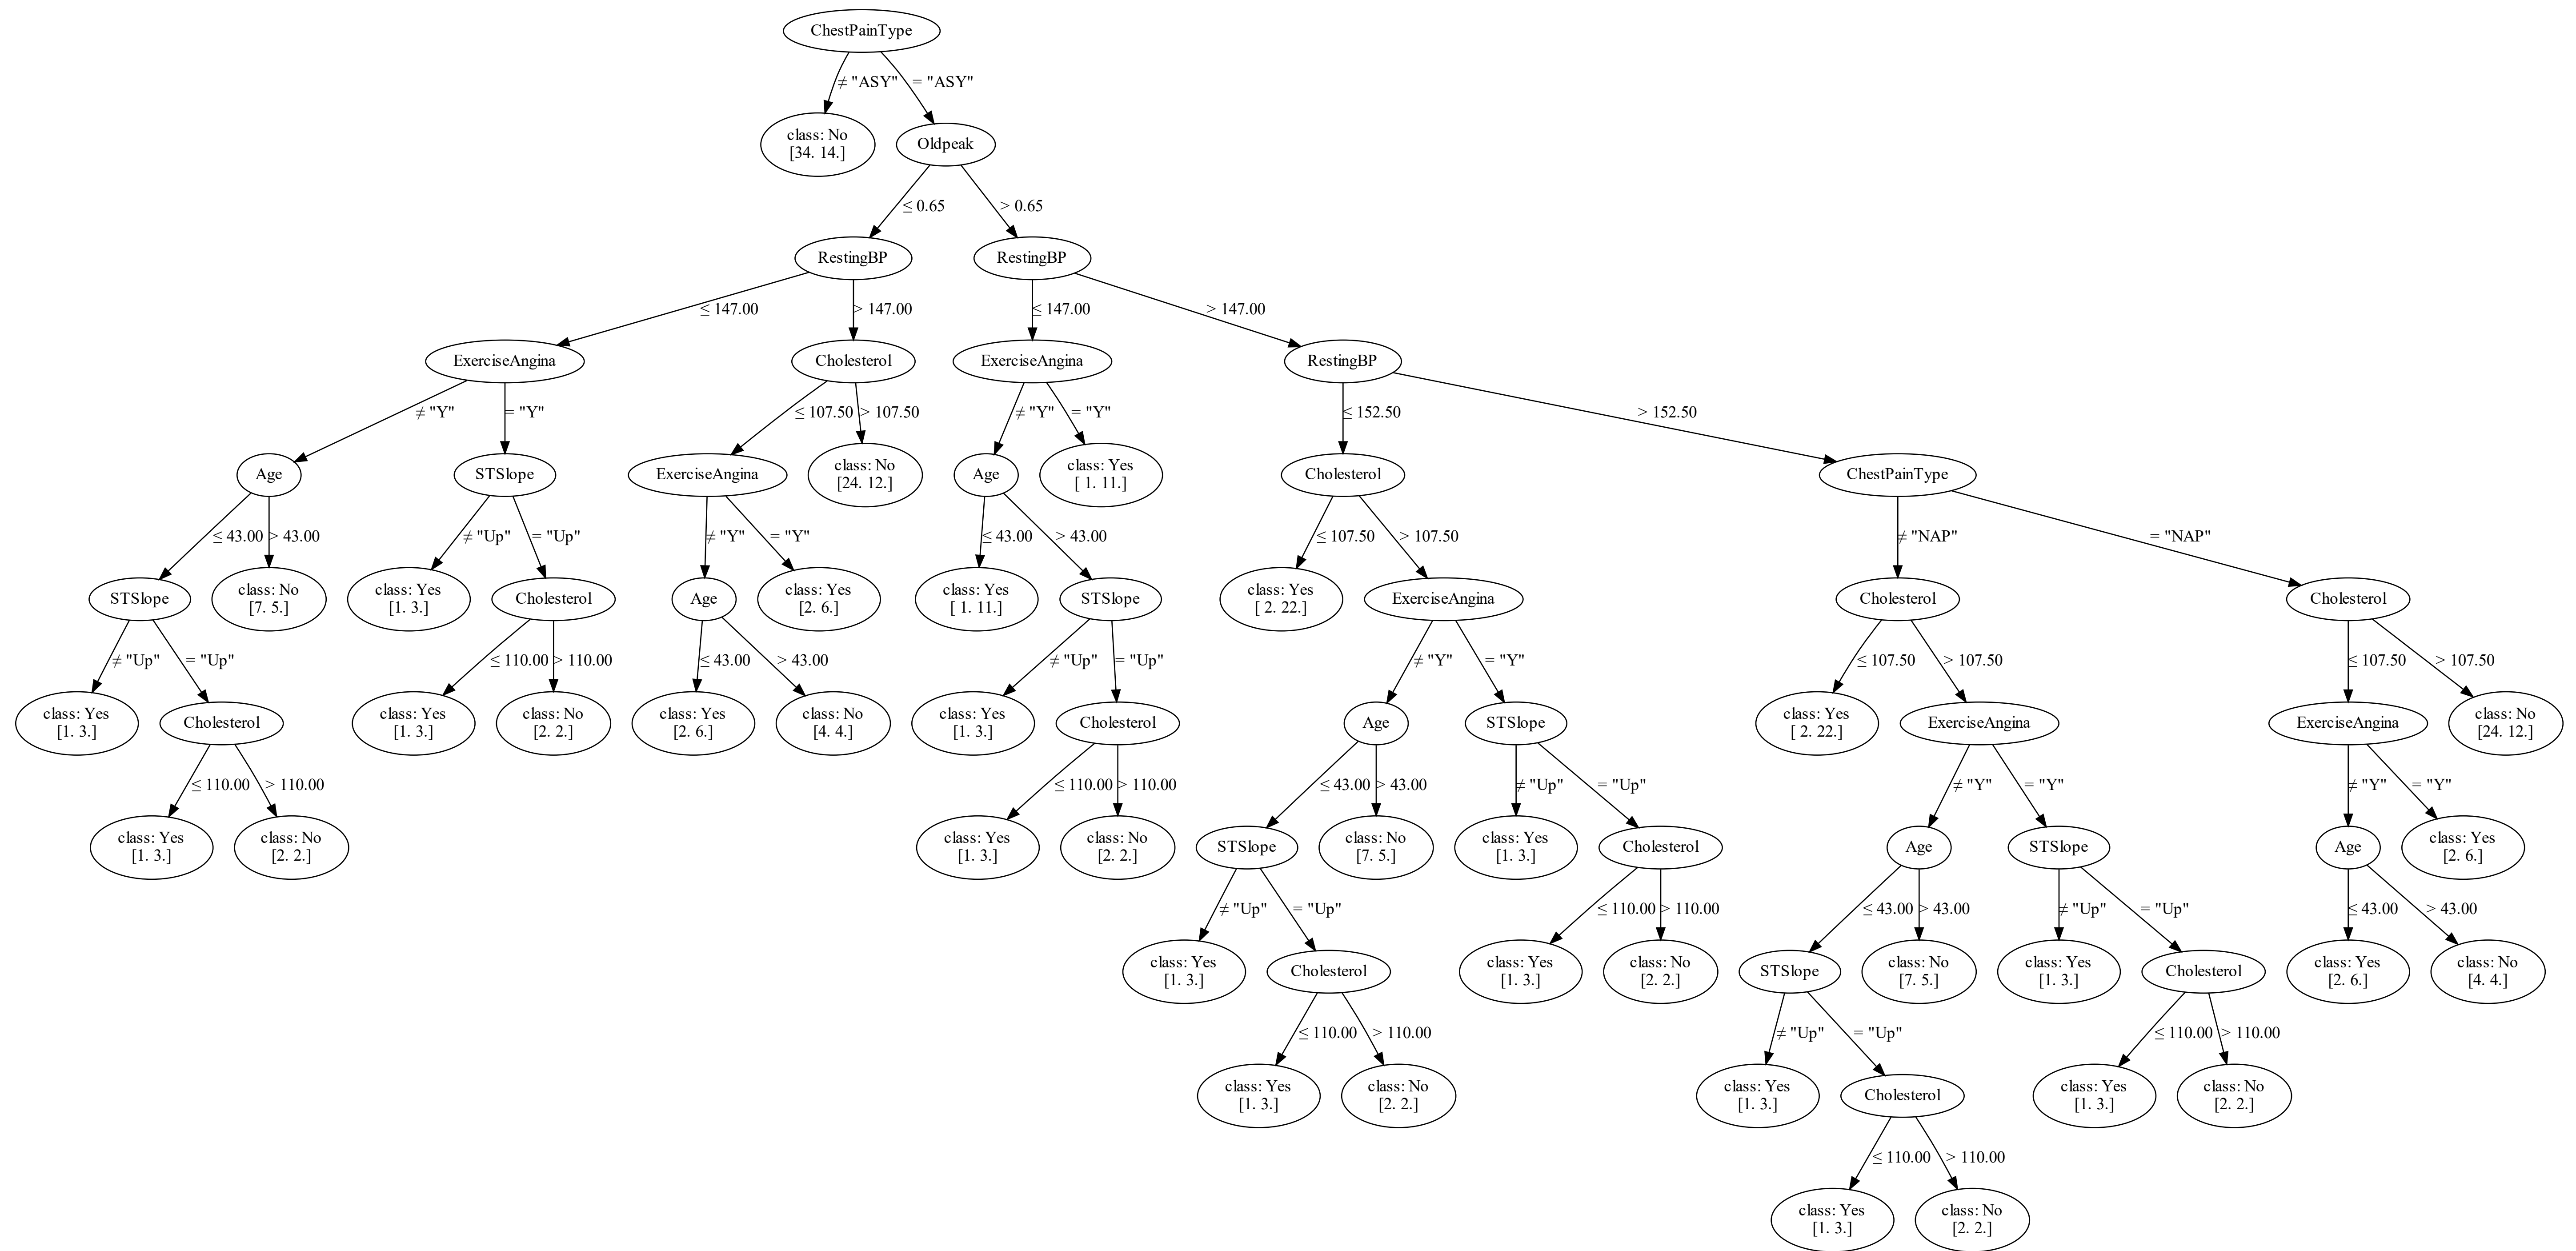 ChestPainType
≠ "ASY"
= "ASY"
class: No
[34. 14.]
Oldpeak
≤ 0.65
> 0.65
RestingBP
RestingBP
≤ 147.00
> 147.00
≤ 147.00
> 147.00
ExerciseAngina
Cholesterol
ExerciseAngina
RestingBP
≠ "Y"
= "Y"
≤ 107.50
> 107.50
≠ "Y"
= "Y"
≤ 152.50
> 152.50
Age
STSlope
ExerciseAngina
class: No
[24. 12.]
Age
class: Yes
[ 1. 11.]
Cholesterol
ChestPainType
≤ 43.00
> 43.00
≠ "Up"
= "Up"
≠ "Y"
= "Y"
≤ 43.00
> 43.00
≤ 107.50
> 107.50
≠ "NAP"
= "NAP"
STSlope
class: No
[7. 5.]
class: Yes
[1. 3.]
Cholesterol
Age
class: Yes
[2. 6.]
class: Yes
[ 1. 11.]
STSlope
class: Yes
[ 2. 22.]
ExerciseAngina
Cholesterol
Cholesterol
≠ "Up"
= "Up"
≤ 110.00
> 110.00
≤ 43.00
> 43.00
≠ "Up"
= "Up"
≠ "Y"
= "Y"
≤ 107.50
> 107.50
≤ 107.50
> 107.50
class: Yes
[1. 3.]
Cholesterol
class: Yes
[1. 3.]
class: No
[2. 2.]
class: Yes
[2. 6.]
class: No
[4. 4.]
class: Yes
[1. 3.]
Cholesterol
Age
STSlope
class: Yes
[ 2. 22.]
ExerciseAngina
ExerciseAngina
class: No
[24. 12.]
≤ 110.00
> 110.00
≤ 110.00
> 110.00
≤ 43.00
> 43.00
≠ "Up"
= "Up"
≠ "Y"
= "Y"
≠ "Y"
= "Y"
class: Yes
[1. 3.]
class: No
[2. 2.]
class: Yes
[1. 3.]
class: No
[2. 2.]
STSlope
class: No
[7. 5.]
class: Yes
[1. 3.]
Cholesterol
Age
STSlope
Age
class: Yes
[2. 6.]
≠ "Up"
= "Up"
≤ 110.00
> 110.00
≤ 43.00
> 43.00
≠ "Up"
= "Up"
≤ 43.00
> 43.00
class: Yes
[1. 3.]
Cholesterol
class: Yes
[1. 3.]
class: No
[2. 2.]
STSlope
class: No
[7. 5.]
class: Yes
[1. 3.]
Cholesterol
class: Yes
[2. 6.]
class: No
[4. 4.]
≤ 110.00
> 110.00
≠ "Up"
= "Up"
≤ 110.00
> 110.00
class: Yes
[1. 3.]
class: No
[2. 2.]
class: Yes
[1. 3.]
Cholesterol
class: Yes
[1. 3.]
class: No
[2. 2.]
≤ 110.00
> 110.00
class: Yes
[1. 3.]
class: No
[2. 2.]